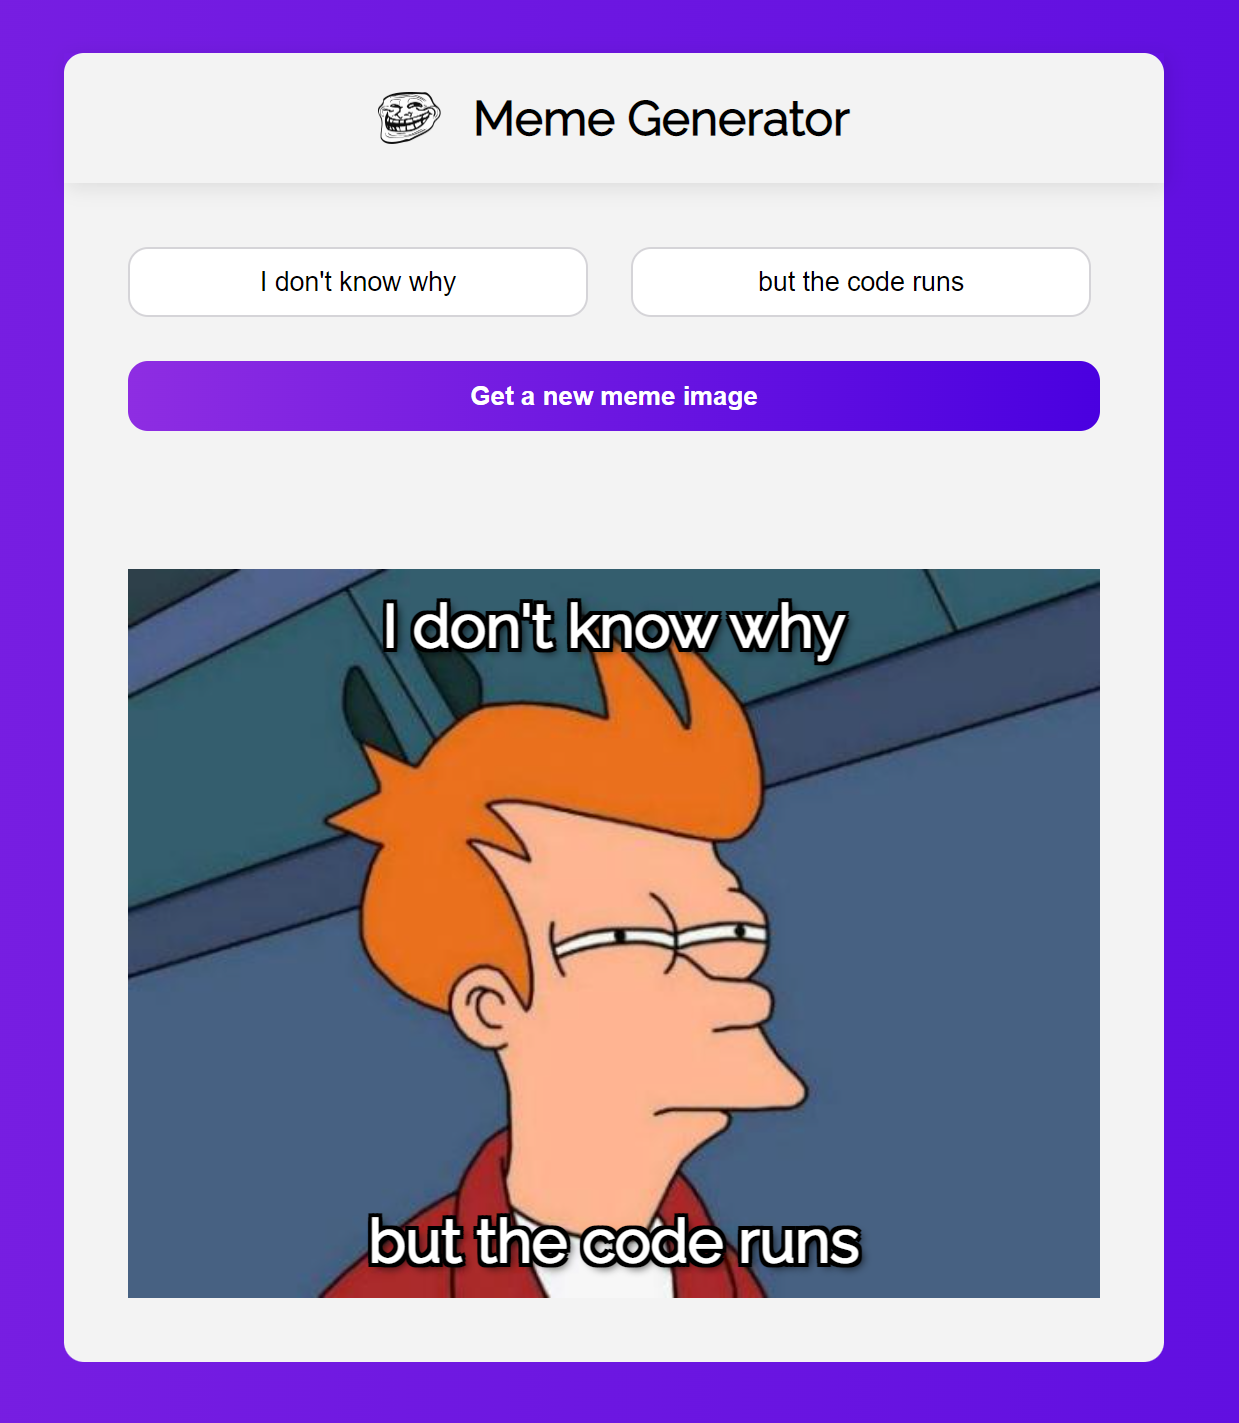 Meme Generator
I don't know why
but the code runs
Get a new meme image
I don't know why
but the code runs